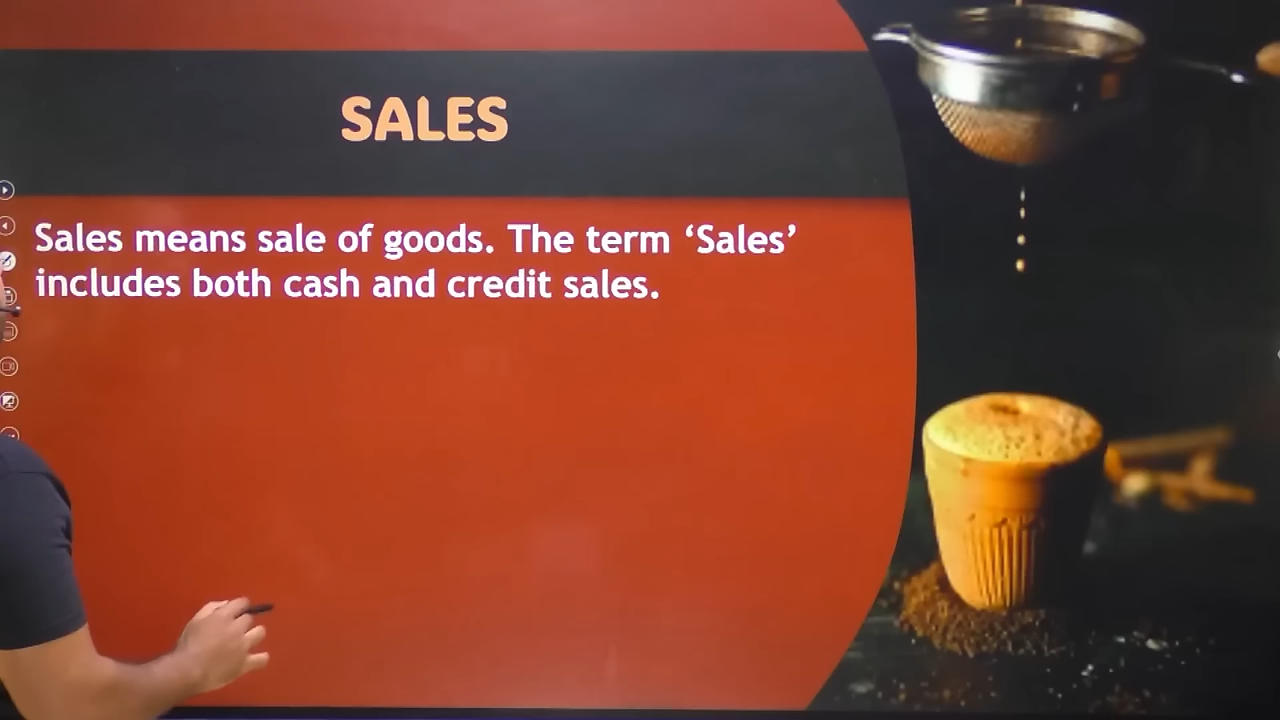 SALES
Sales means sale of goods. The term ‘Sales’
includes both cash and credit sales.